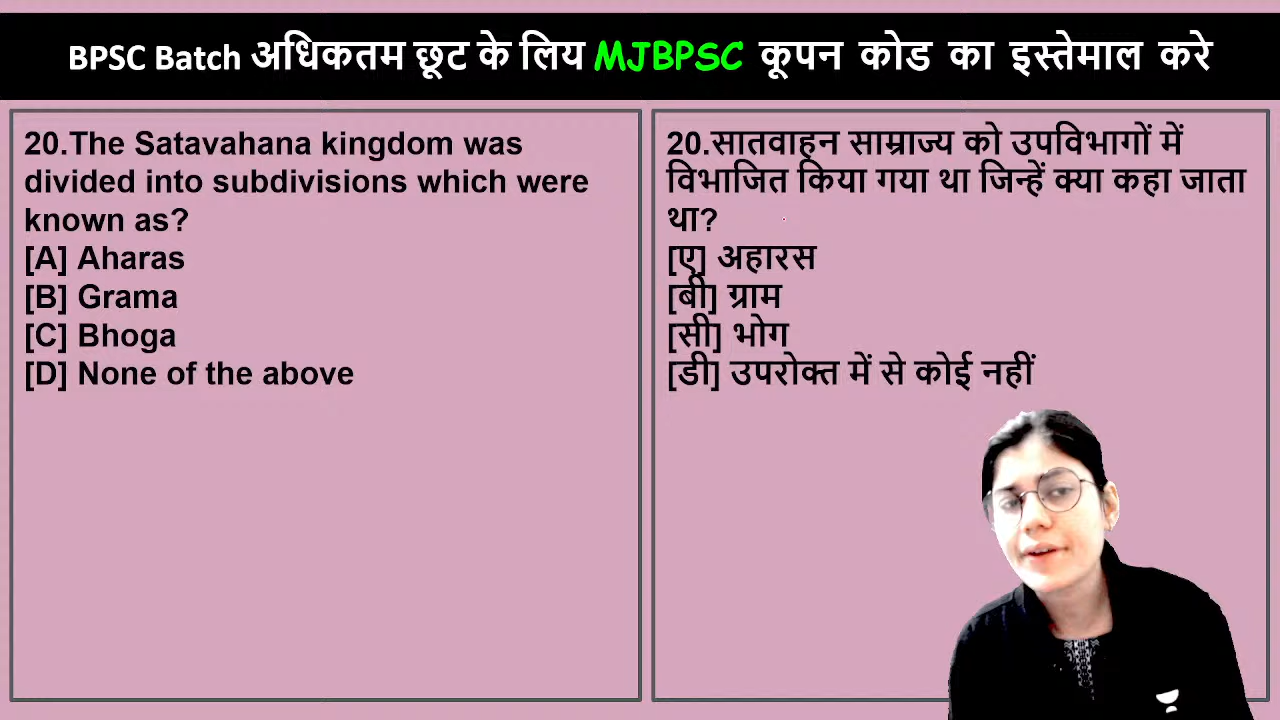 BPSC Batch अधिकतम छूट के लिय MJBPSC कूपन कोड का इस्तेमाल करे
20.The Satavahana kingdom was
divided into subdivisions which were
known as?
[A] Aharas
[B] Grama
[C] Bhoga
[D] None of the above
20.सातवाहन साम्राज्य को उपविभागों में
विभाजित किया गया था जिन्हें क्या कहा जाता
था?
[ए] अहारस
[बी] ग्राम
[सी] भोग
[डी] उपरोक्त में से कोई नहीं